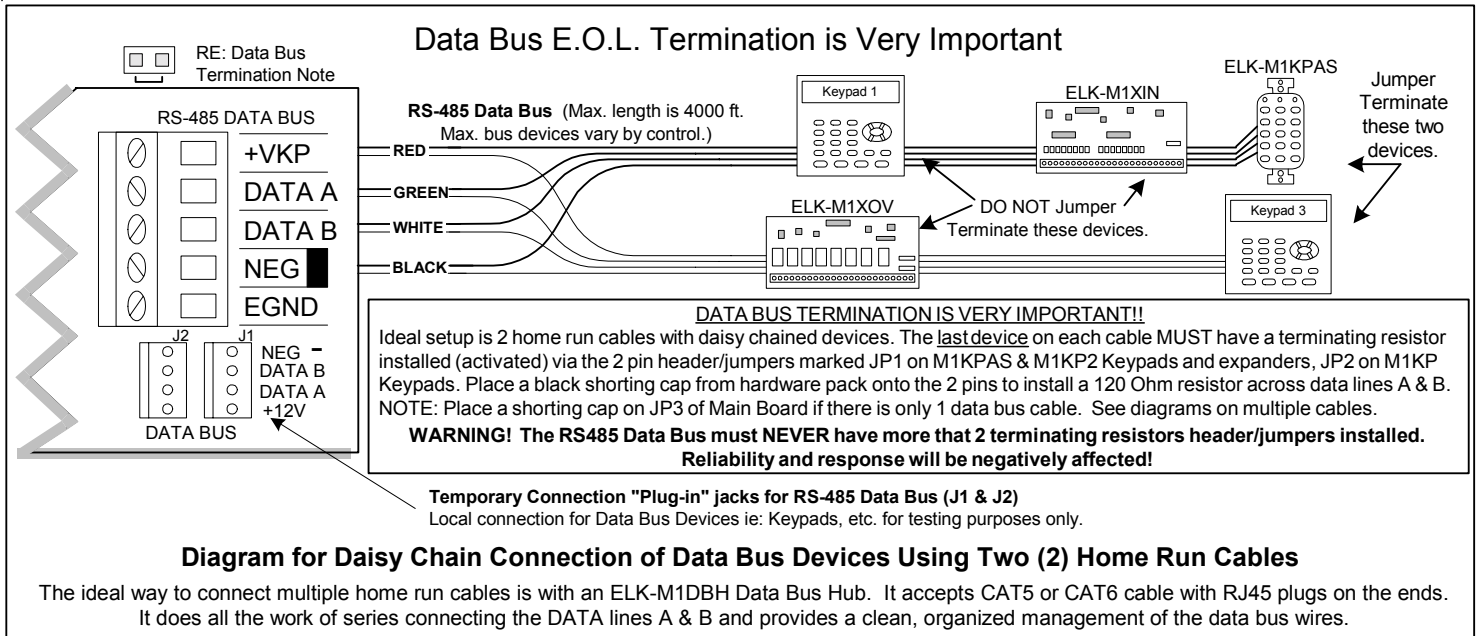 Data Bus E.O.L. Termination is Very Important
RE: Data Bus
Termination Note
RS-485 DATA BUS
+VKP
DATA A
DATA B
NEG
EGND
J2
J1
NEG -
DATA B
DATA A
+12V
DATA BUS
RS-485 Data Bus (Max. length is 4000 ft.
Max. bus devices vary by control.)
RED
GREEN
WHITE
BLACK
Keypad 1
ELK-M1XIN
ELK-M1KPAS
Jumper
Terminate
these two
devices.
ELK-M1XOV
DO NOT Jumper
Terminate these devices.
Keypad 3
DATA BUS TERMINATION IS VERY IMPORTANT!!
Ideal setup is 2 home run cables with daisy chained devices. The last device on each cable MUST have a terminating resistor
installed (activated) via the 2 pin header/jumpers marked JP1 on M1KPAS & M1KP2 Keypads and expanders, JP2 on M1KP
Keypads. Place a black shorting cap from hardware pack onto the 2 pins to install a 120 Ohm resistor across data lines A & B.
NOTE: Place a shorting cap on JP3 of Main Board if there is only 1 data bus cable. See diagrams on multiple cables.
WARNING! The RS485 Data Bus must NEVER have more that 2 terminating resistors header/jumpers installed.
Reliability and response will be negatively affected!
Temporary Connection "Plug-in" jacks for RS-485 Data Bus (J1 & J2)
Local connection for Data Bus Devices ie: Keypads, etc. for testing purposes only.
Diagram for Daisy Chain Connection of Data Bus Devices Using Two (2) Home Run Cables
The ideal way to connect multiple home run cables is with an ELK-M1DBH Data Bus Hub. It accepts CAT5 or CAT6 cable with RJ45 plugs on the ends.
It does all the work of series connecting the DATA lines A & B and provides a clean, organized management of the data bus wires.